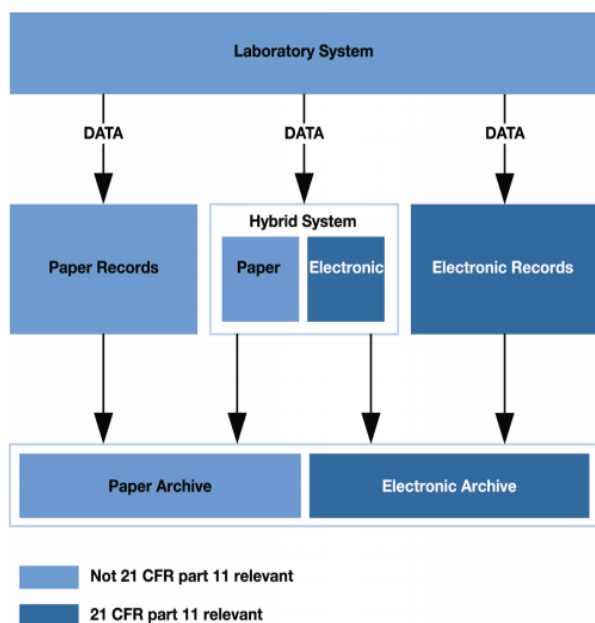 Laboratory System
DATA DATA DATA
Hybrid System
Paper Records Paper Electronic Electronic Records
Paper Archive Electronic Archive
Not 21 CFR part 11 relevant
21 CFR part 11 relevant